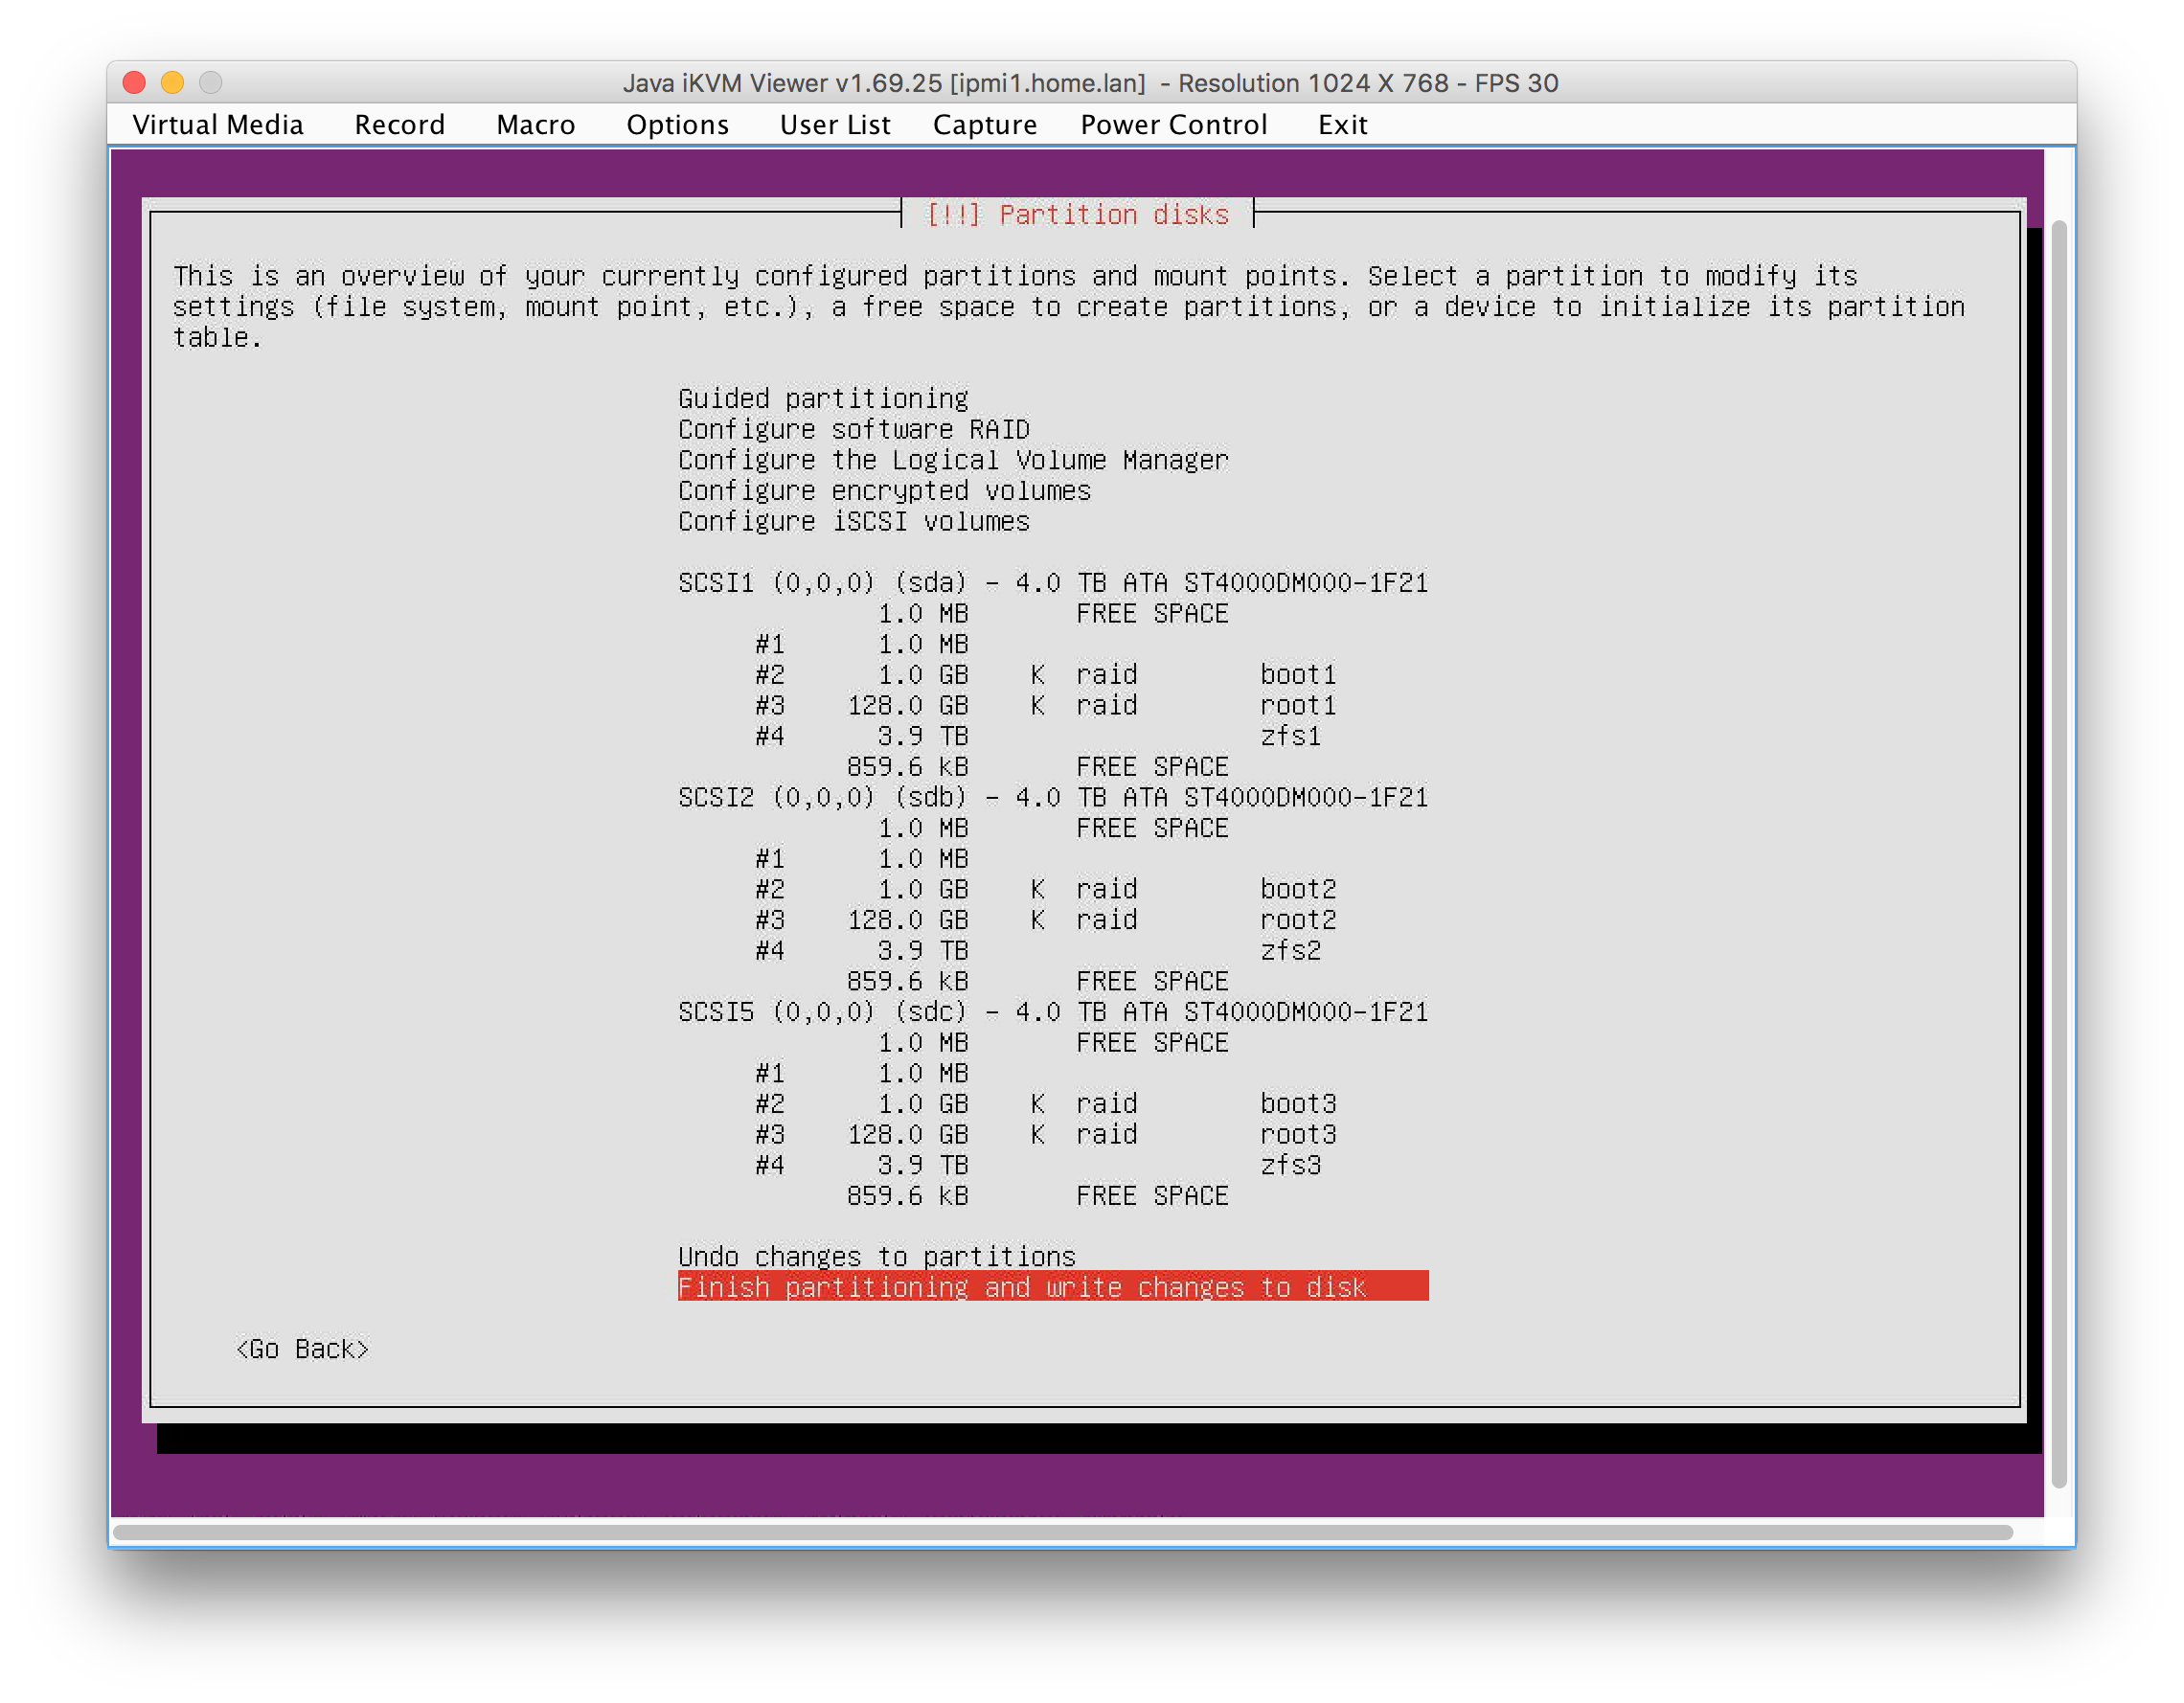 Java iKVM Viewer v1.69.25 [ipmi1.home.lan]  - Resolution 1024 X 768 - FPS 30
Virtual Media Record Macro Options User List Capture Power Control Exit
[!!] Partition disks
This is an overview of your currently configured partitions and mount points. Select a partition to modify its
settings (file system, mount point, etc.), a free space to create partitions, or a device to initialize its partition
table.
Guided partitioning
Configure software RAID
Configure the Logical Volume Manager
Configure encrypted volumes
Configure iSCSI volumes
SCSI1 (0,0,0) (sda) - 4.0 TB ATA ST4000DM000-1F21
1.0 MB FREE SPACE
#1 1.0 MB
#2 1.0 GB K raid boot1
#3 128.0 GB K raid root1
#4 3.9 TB zfs1
859.6 kB FREE SPACE
SCSI2 (0,0,0) (sdb) - 4.0 TB ATA ST4000DM000-1F21
1.0 MB FREE SPACE
#1 1.0 MB
#2 1.0 GB K raid boot2
#3 128.0 GB K raid root2
#4 3.9 TB zfs2
859.6 kB FREE SPACE
SCSI5 (0,0,0) (sdc) - 4.0 TB ATA ST4000DM000-1F21
1.0 MB FREE SPACE
#1 1.0 MB
#2 1.0 GB K raid boot3
#3 128.0 GB K raid root3
#4 3.9 TB zfs3
859.6 kB FREE SPACE
Undo changes to partitions
Finish partitioning and write changes to disk
<Go Back>